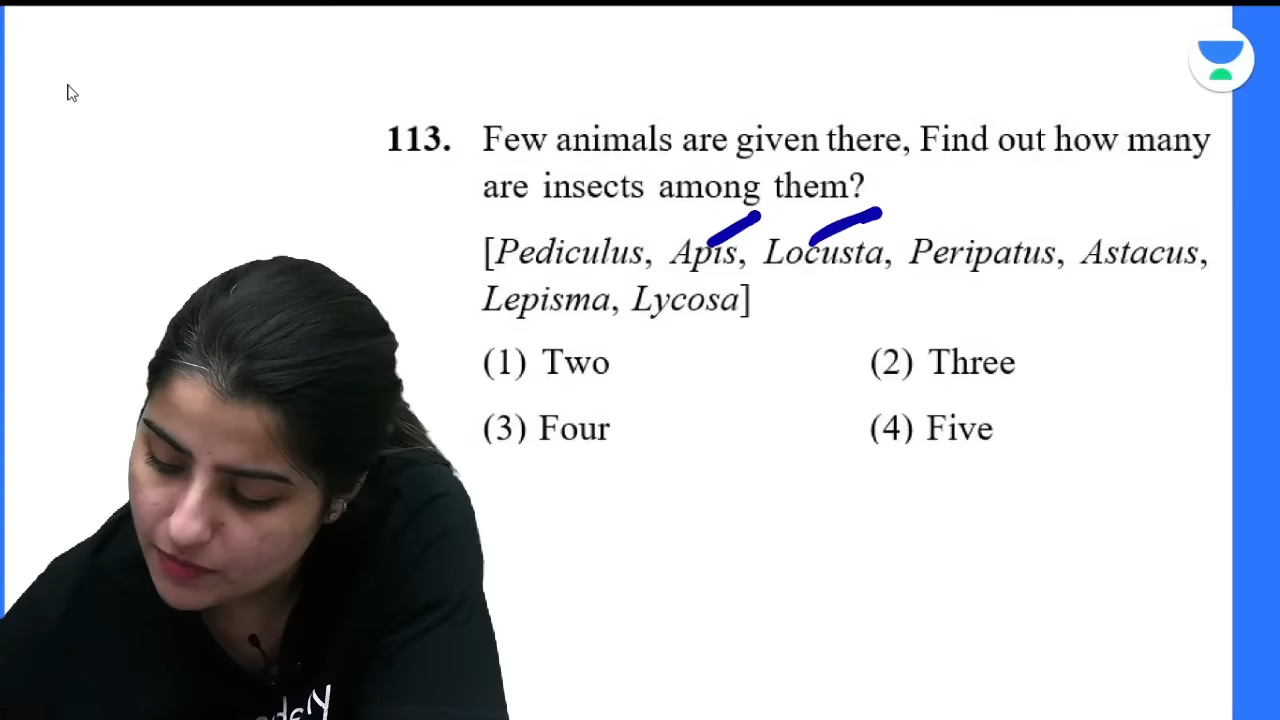 113. Few animals are given there, Find out how many
are insects among them?
[Pediculus, Apis, Locusta, Peripatus, Astacus,
Lepisma, Lycosa]
(1) Two (2) Three
(3) Four (4) Five